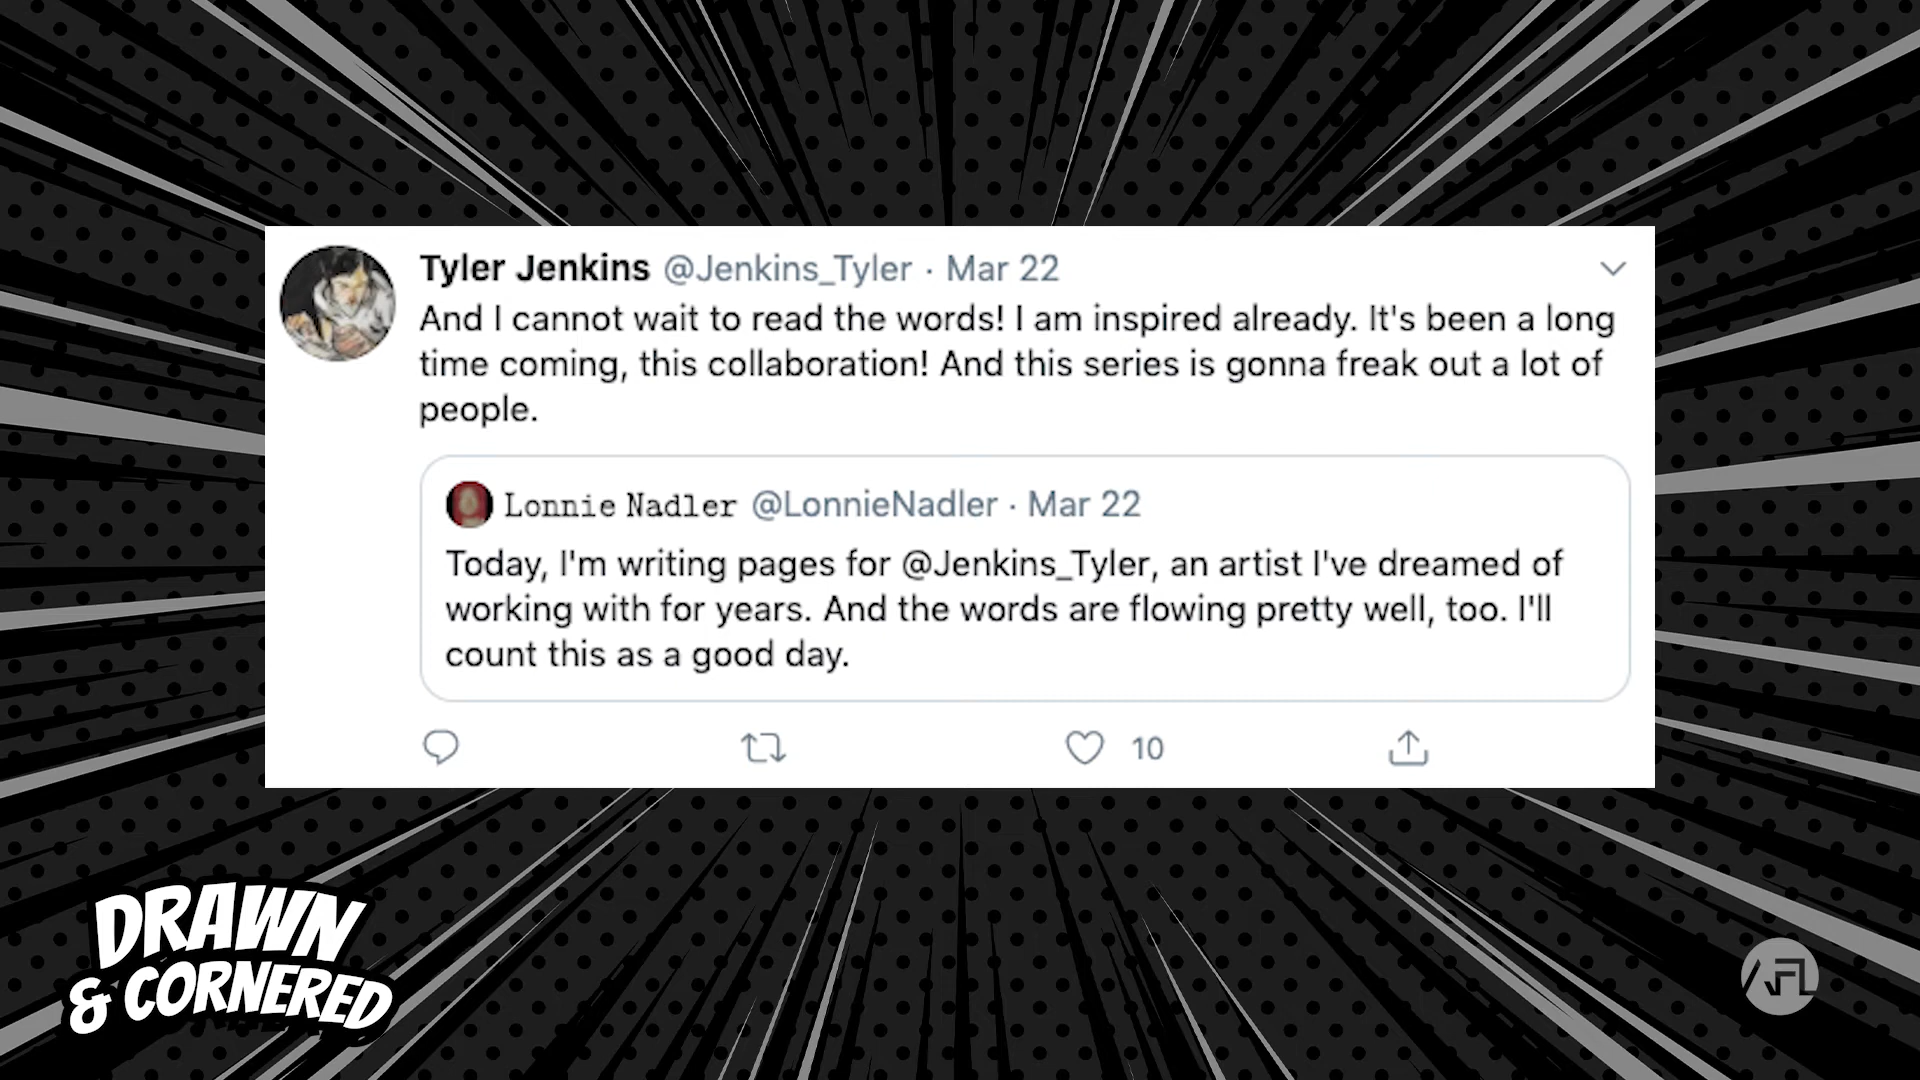 Tyler Jenkins @Jenkins_Tyler · Mar 22
And I cannot wait to read the words! I am inspired already. It's been a long
time coming, this collaboration! And this series is gonna freak out a lot of
people.
Lonnie Nadler @LonnieNadler · Mar 22
Today, I'm writing pages for @Jenkins_Tyler, an artist I've dreamed of
working with for years. And the words are flowing pretty well, too. I'll
count this as a good day.
10
DRAWN
& CORNERED
AFL